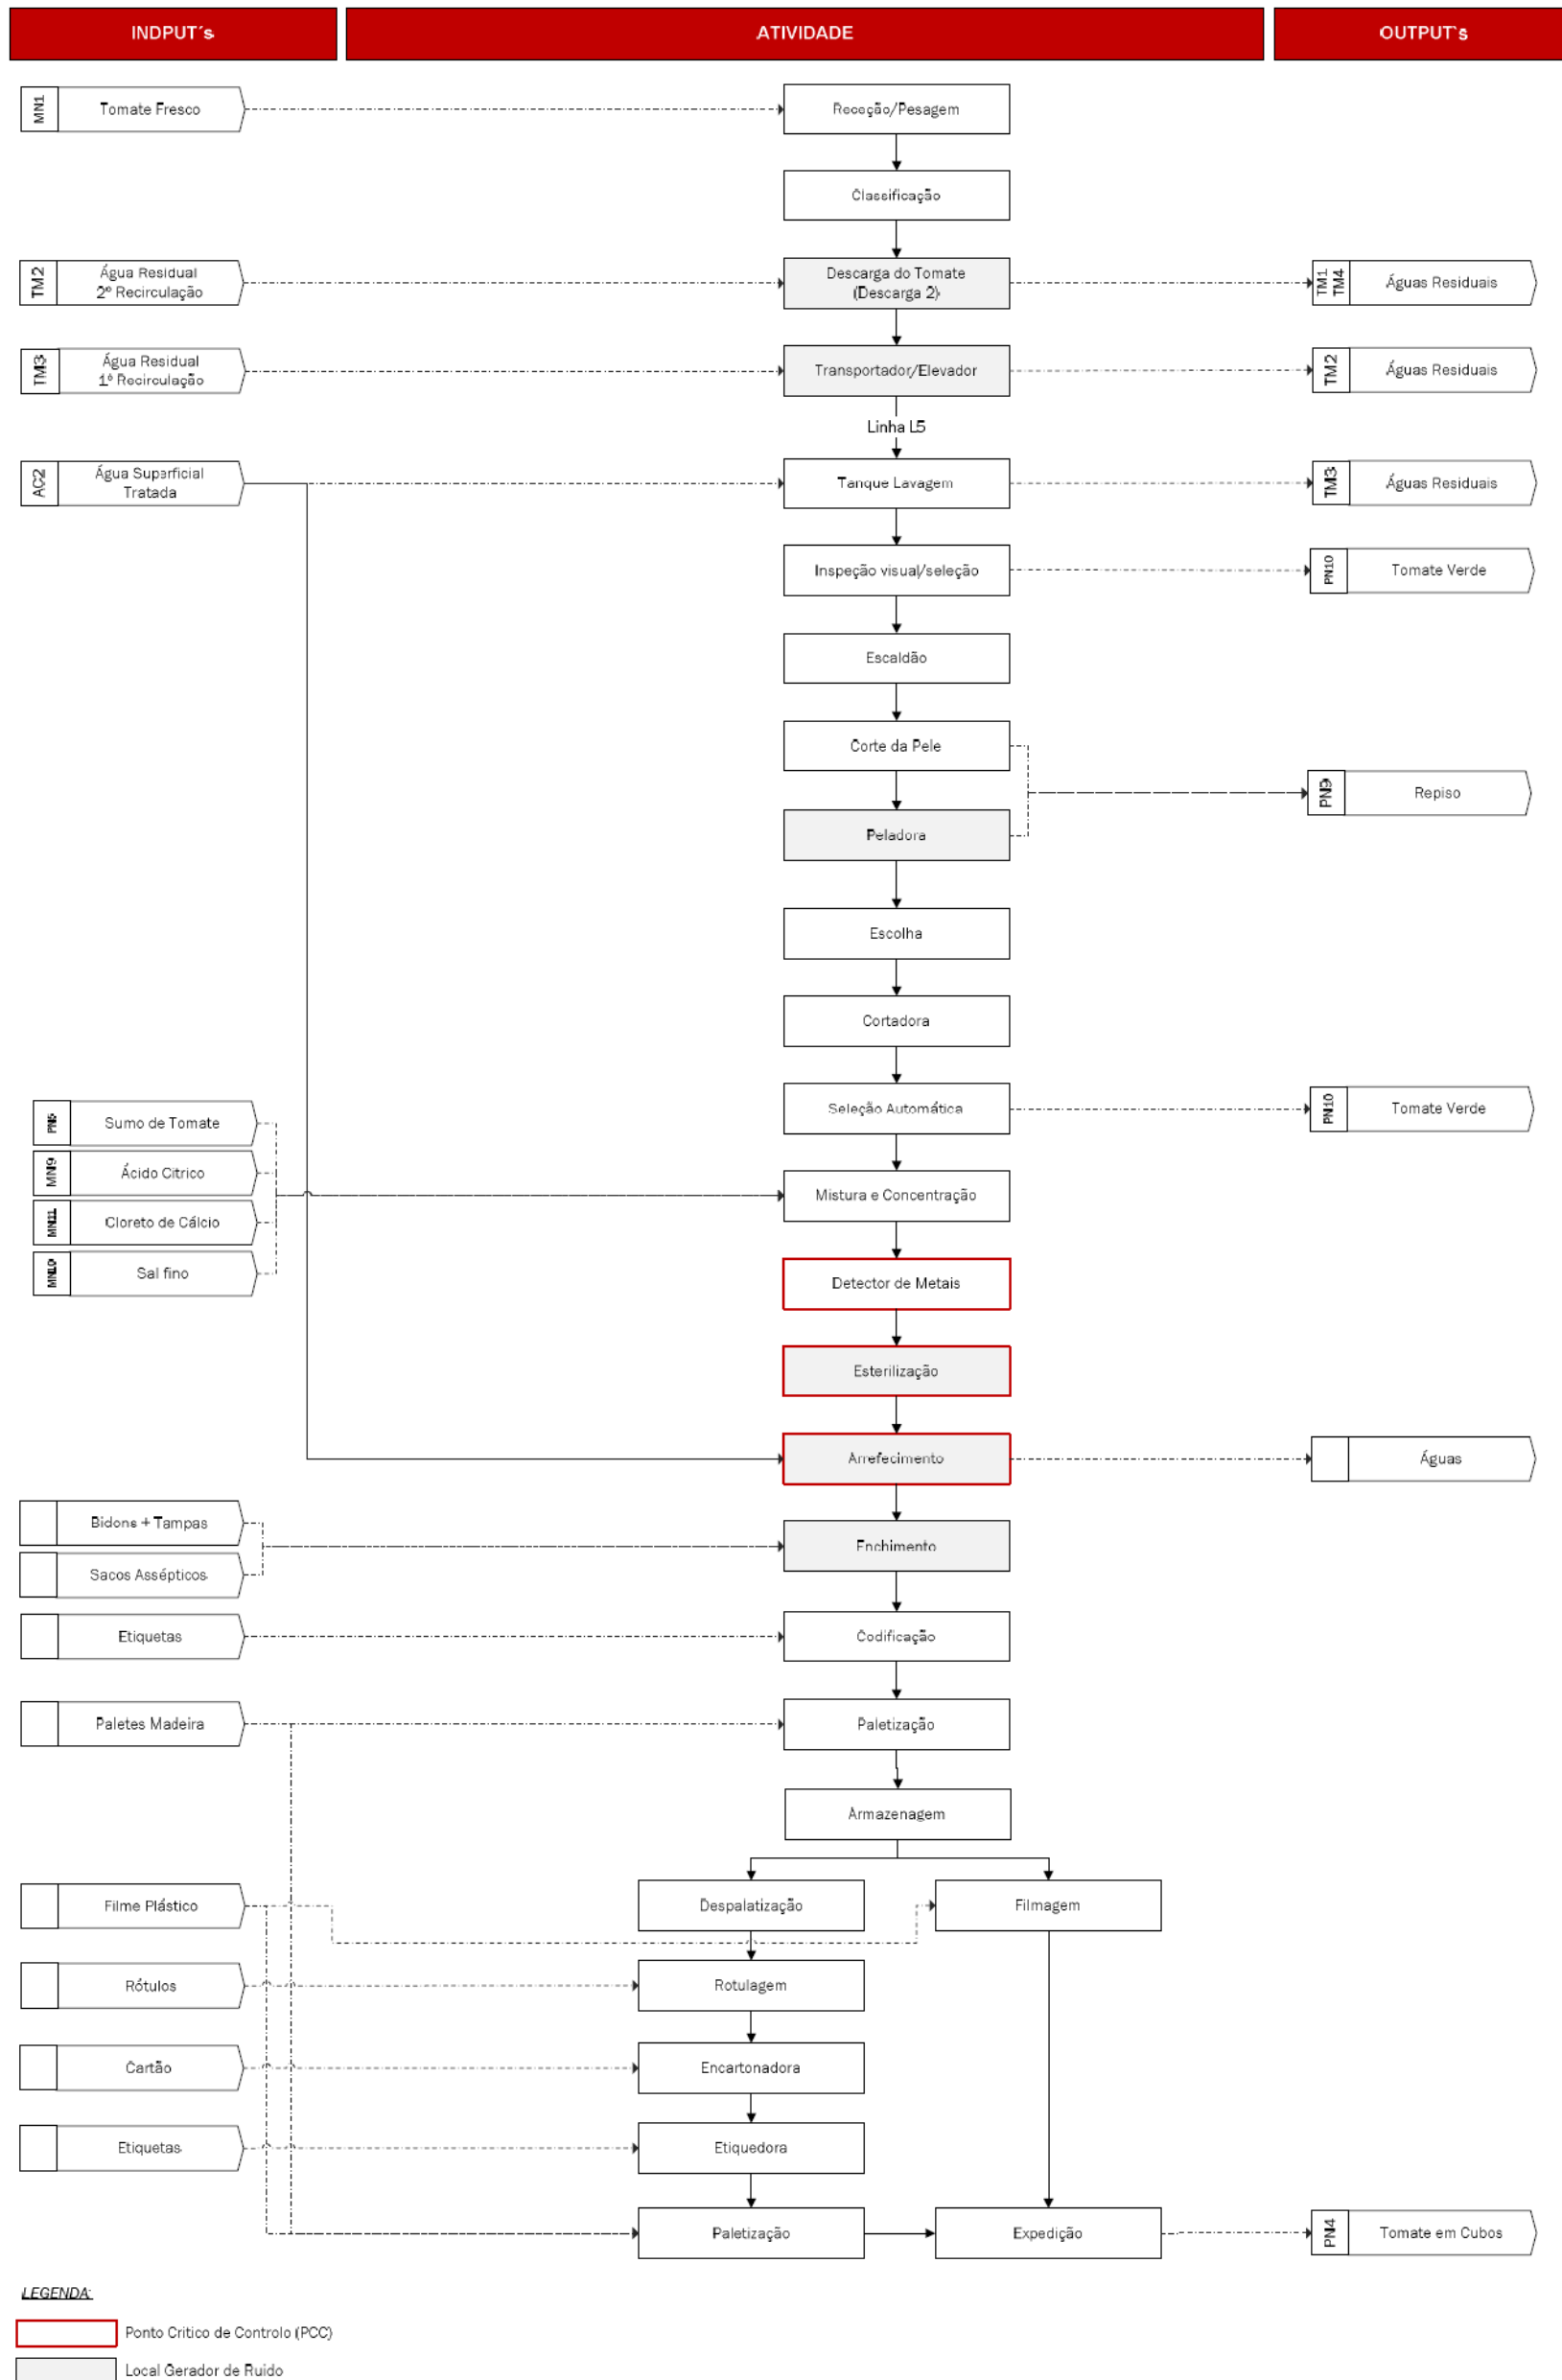 INDPUT´s
ATIVIDADE
OUTPUT`s
MN1
Tomate Fresco
Receção/Pesagem
Classificação
TM2
Água Residual
2º Recirculação
Descarga do Tomate
(Descarga 2)
TM1
TM4
Águas Residuais
TM3
Água Residual
1º Recirculação
Transportador/Elevador
TM2
Águas Residuais
Linha L5
AC2
Água Superficial
Tratada
Tanque Lavagem
TM3
Águas Residuais
Inspeção visual/seleção
PN10
Tomate Verde
Escaldão
Corte da Pele
PN9
Repiso
Peladora
Escolha
Cortadora
Seleção Automática
PN10
Tomate Verde
Sumo de Tomate
MN9
Ácido Citrico
Mistura e Concentração
MN11
Cloreto de Cálcio
MN10
Sal fino
Detector de Metais
Esterilização
Arrefecimento
Águas
Bidons + Tampas
Enchimento
Sacos Assépticos
Etiquetas
Codificação
Paletes Madeira
Paletização
Armazenagem
Filme Plástico
Despalatização
Filmagem
Rótulos
Rotulagem
Cartão
Encartonadora
Etiquetas
Etiquedora
Paletização
Expedição
PN4
Tomate em Cubos
LEGENDA:
Ponto Critico de Controlo (PCC)
Local Gerador de Ruido